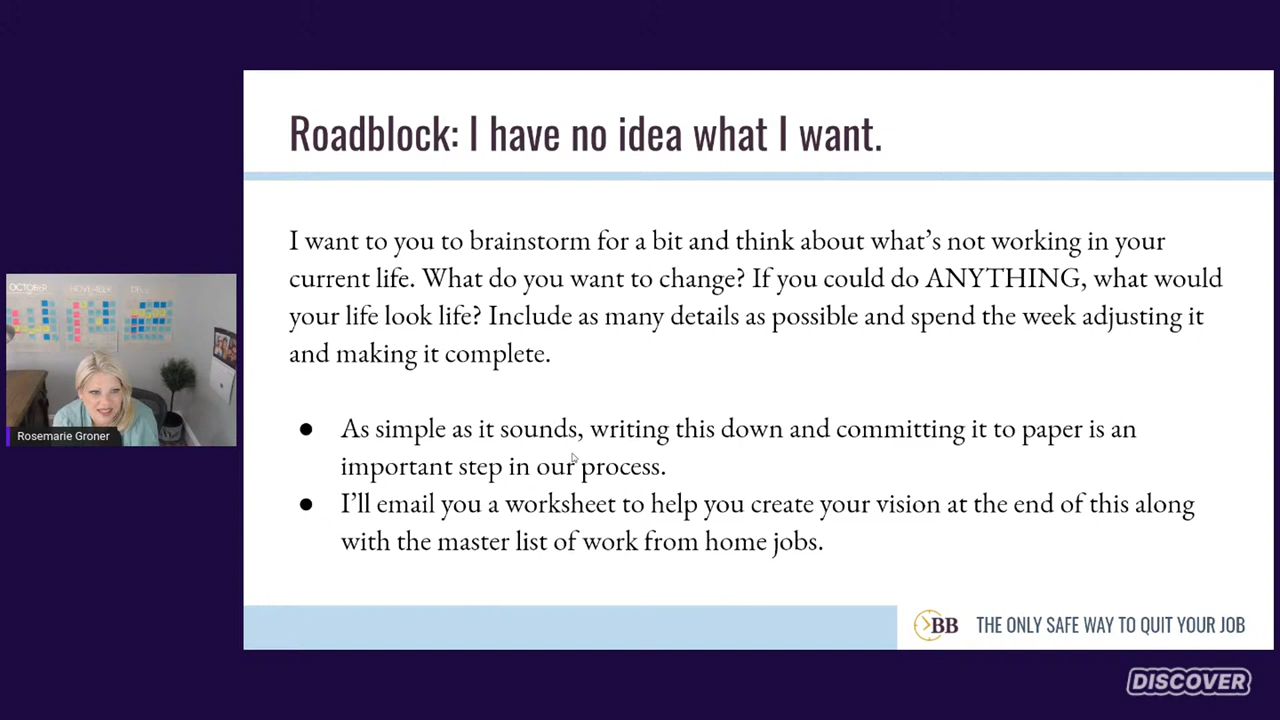 Roadblock: I have no idea what I want.
I want to you to brainstorm for a bit and think about what’s not working in your
current life. What do you want to change? If you could do ANYTHING, what would
your life look life? Include as many details as possible and spend the week adjusting it
and making it complete.
● As simple as it sounds, writing this down and committing it to paper is an
important step in our process.
● I’ll email you a worksheet to help you create your vision at the end of this along
with the master list of work from home jobs.
OCTOBER
NOVEMBER
Rosemarie Groner
BB THE ONLY SAFE WAY TO QUIT YOUR JOB
DISCOVER